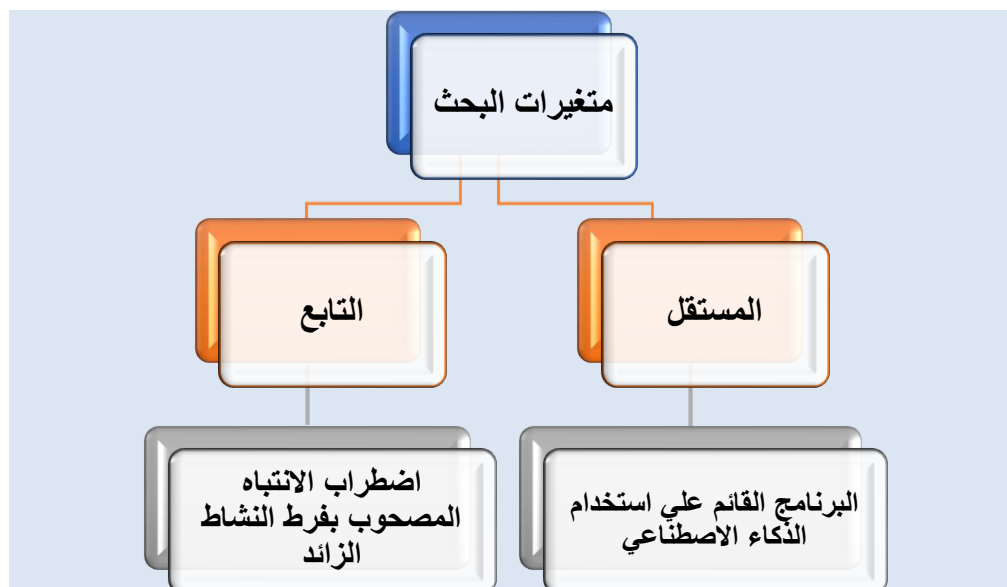 متغيرات البحث
المستقل
التابع
البرنامج القائم علي استخدام
الذكاء الاصطناعي
اضطراب الانتباه
المصحوب بفرط النشاط
الزائد